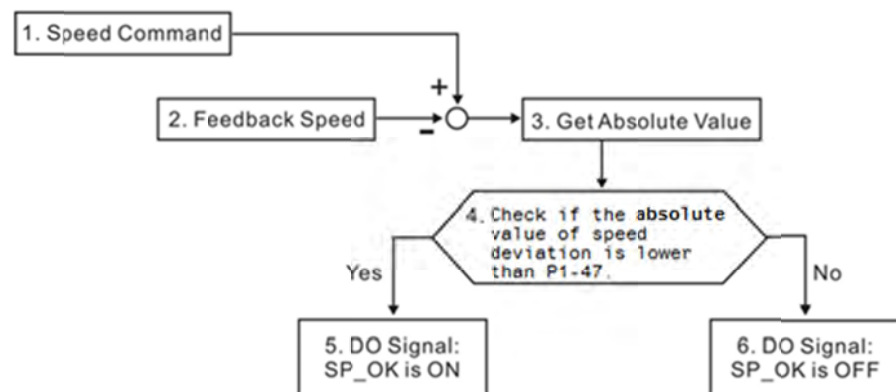 1. Speed Command
+
2. Feedback Speed
-
3. Get Absolute Value
4. Check if the absolute
value of speed
deviation is lower
than P1-47.
Yes
No
5. DO Signal:
SP_OK is ON
6. DO Signal:
SP_OK is OFF